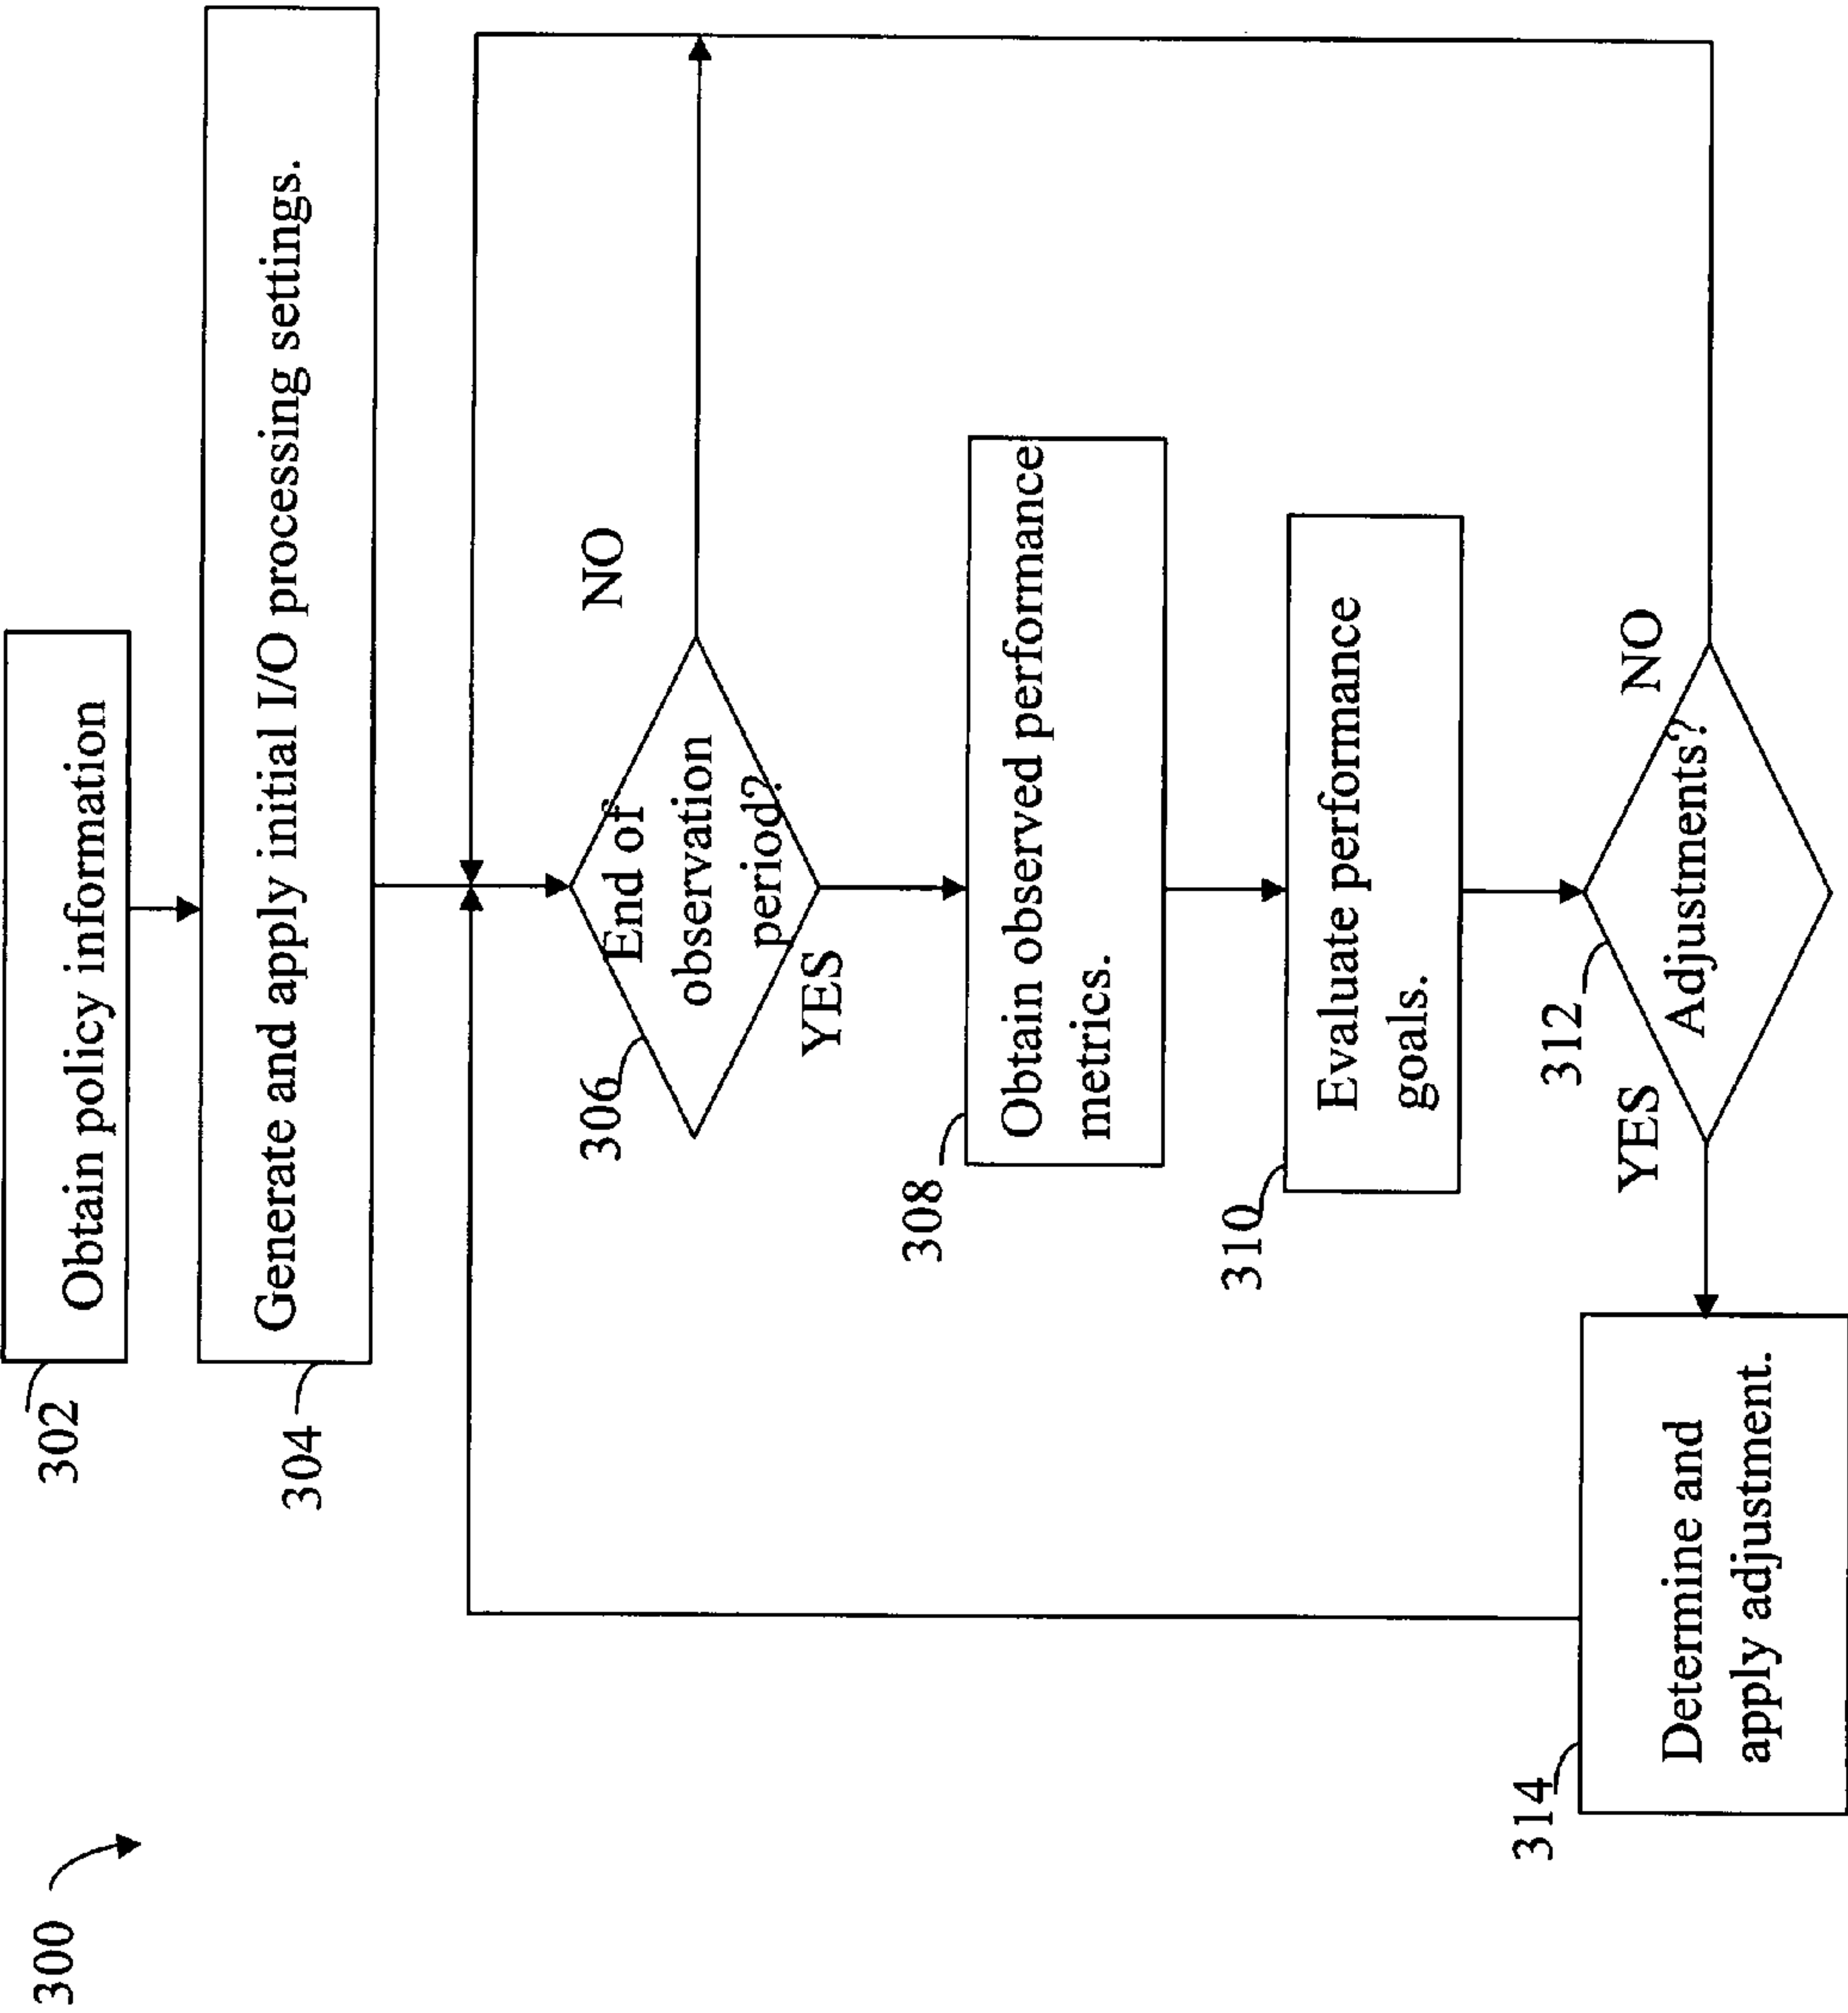 300
302
Obtain policy information
304
Generate and apply initial I/O processing settings.
306
End of
observation
period?
NO
YES
308
Obtain observed performance
metrics.
310
Evaluate performance
goals.
312
Adjustments?
YES
NO
314
Determine and
apply adjustment.